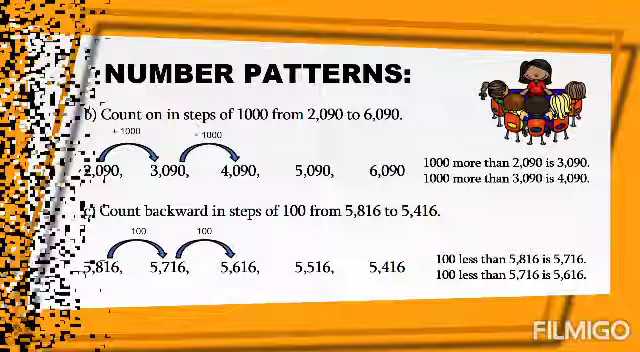 NUMBER PATTERNS:
b) Count on in steps of 1000 from 2,090 to 6,090.
+ 1000 1000
2,090, 3,090, 4,090, 5,090, 6,090
1000 more than 2,090 is 3,090.
1000 more than 3,090 is 4,090.
c) Count backward in steps of 100 from 5,816 to 5,416.
100 100
5,816, 5,716, 5,616, 5,516, 5,416
100 less than 5,816 is 5,716.
100 less than 5,716 is 5,616.
FILMIGO